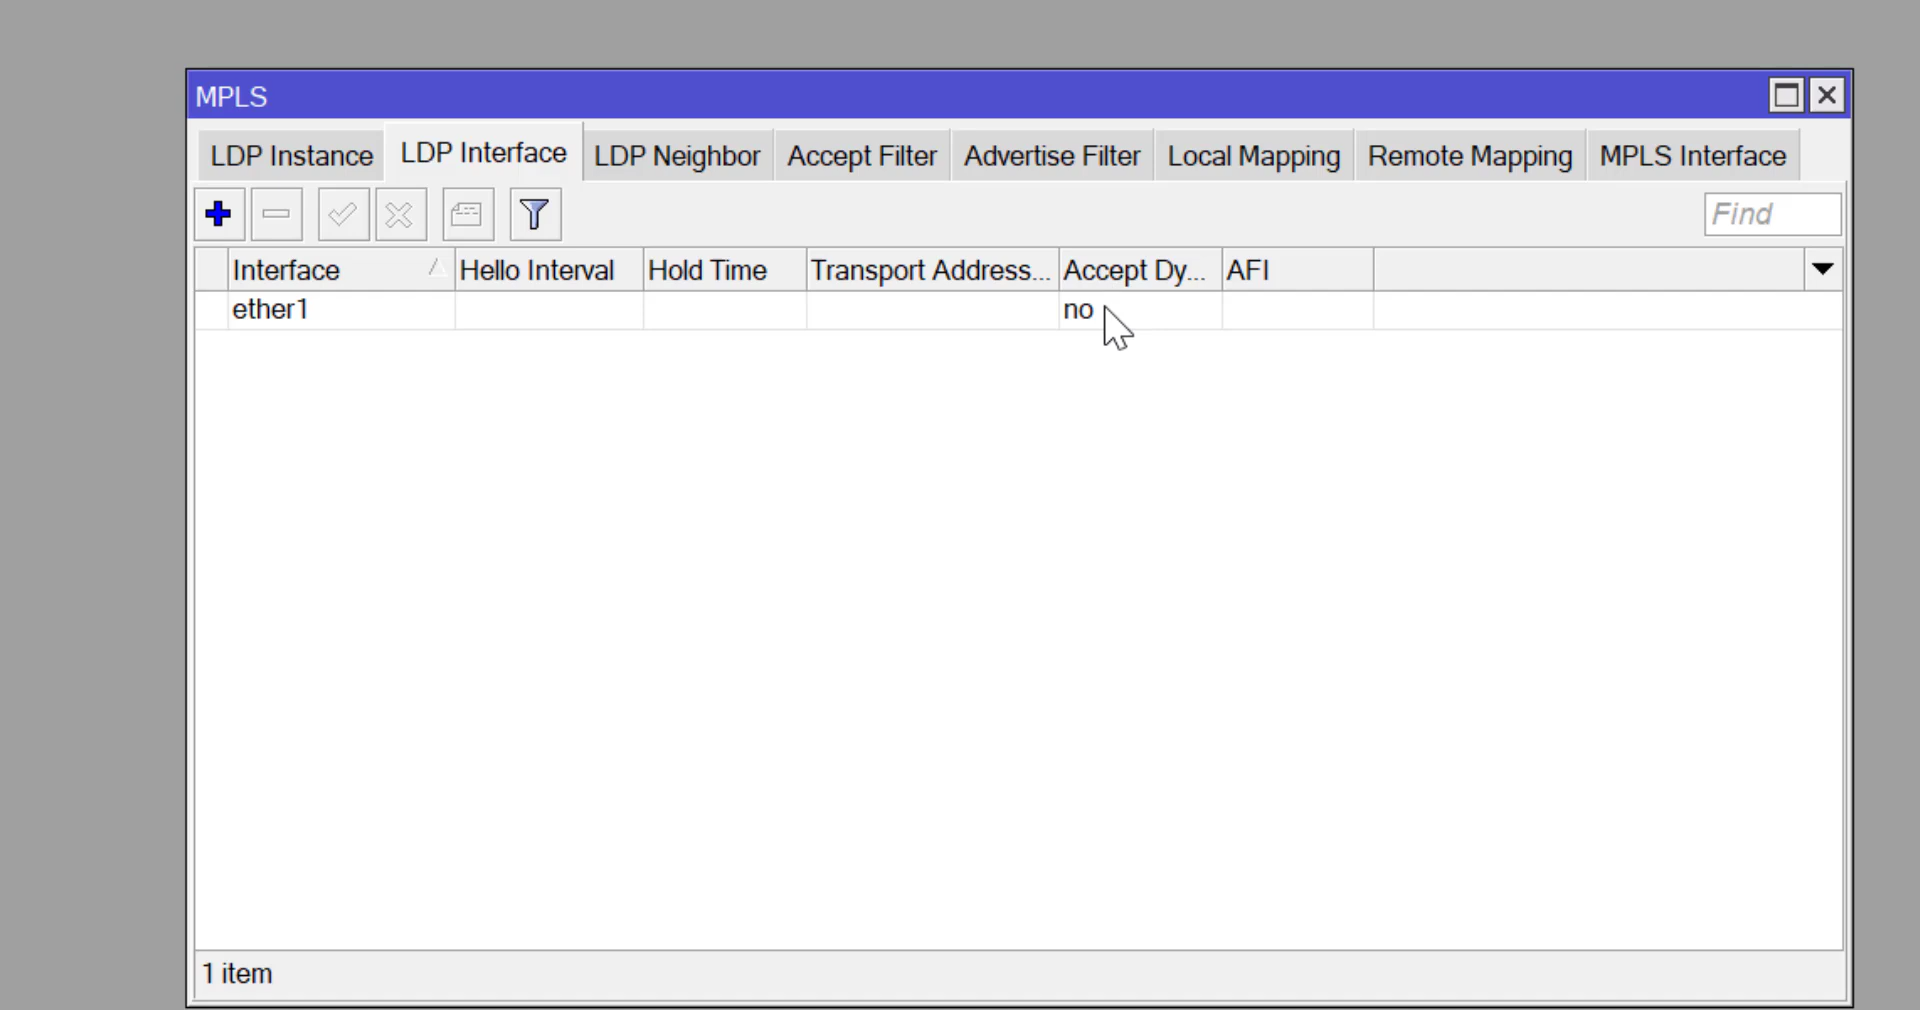 MPLS
LDP Instance LDP Interface LDP Neighbor Accept Filter Advertise Filter Local Mapping Remote Mapping MPLS Interface
Find
Interface Hello Interval Hold Time Transport Address... Accept Dy... AFI
ether1 no
1 item